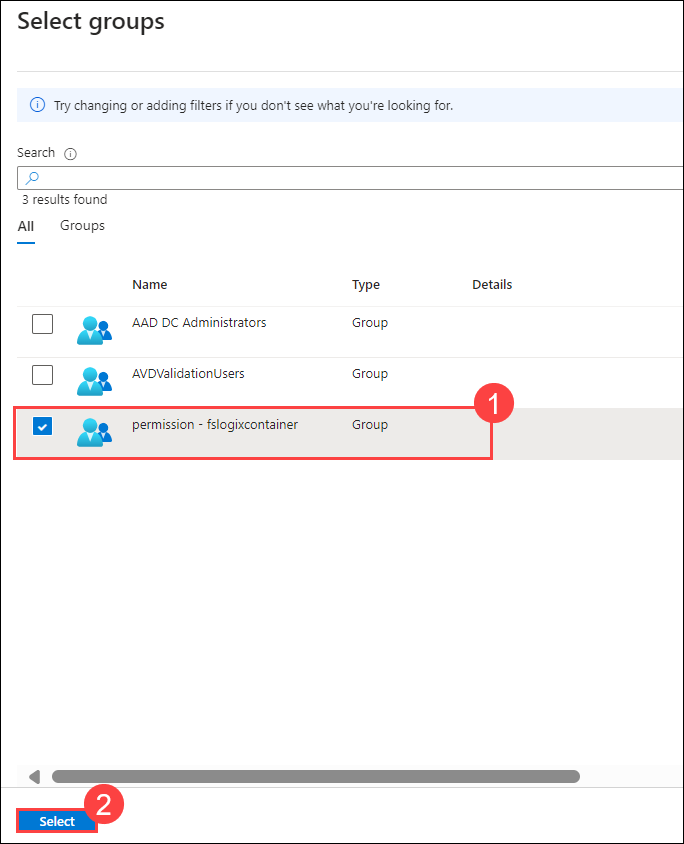 Select groups
Try changing or adding filters if you don't see what you're looking for.
Search
3 results found
All Groups
Name Type Details
AAD DC Administrators Group
AVDValidationUsers Group
1
permission - fslogixcontainer Group
2
Select